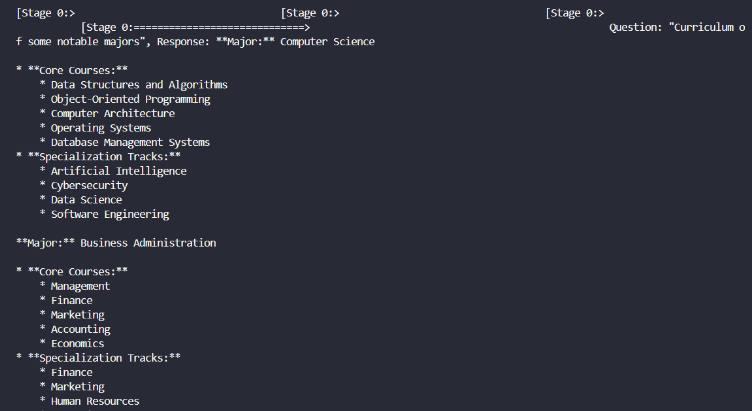 [Stage 0:>                                   [Stage 0:>                                   [Stage 0:>
[Stage 0:=============================>                                                   Question: "Curriculum o
f some notable majors", Response: **Major:** Computer Science
* **Core Courses:**
    * Data Structures and Algorithms
    * Object-Oriented Programming
    * Computer Architecture
    * Operating Systems
    * Database Management Systems
* **Specialization Tracks:**
    * Artificial Intelligence
    * Cybersecurity
    * Data Science
    * Software Engineering
**Major:** Business Administration
* **Core Courses:**
    * Management
    * Finance
    * Marketing
    * Accounting
    * Economics
* **Specialization Tracks:**
    * Finance
    * Marketing
    * Human Resources